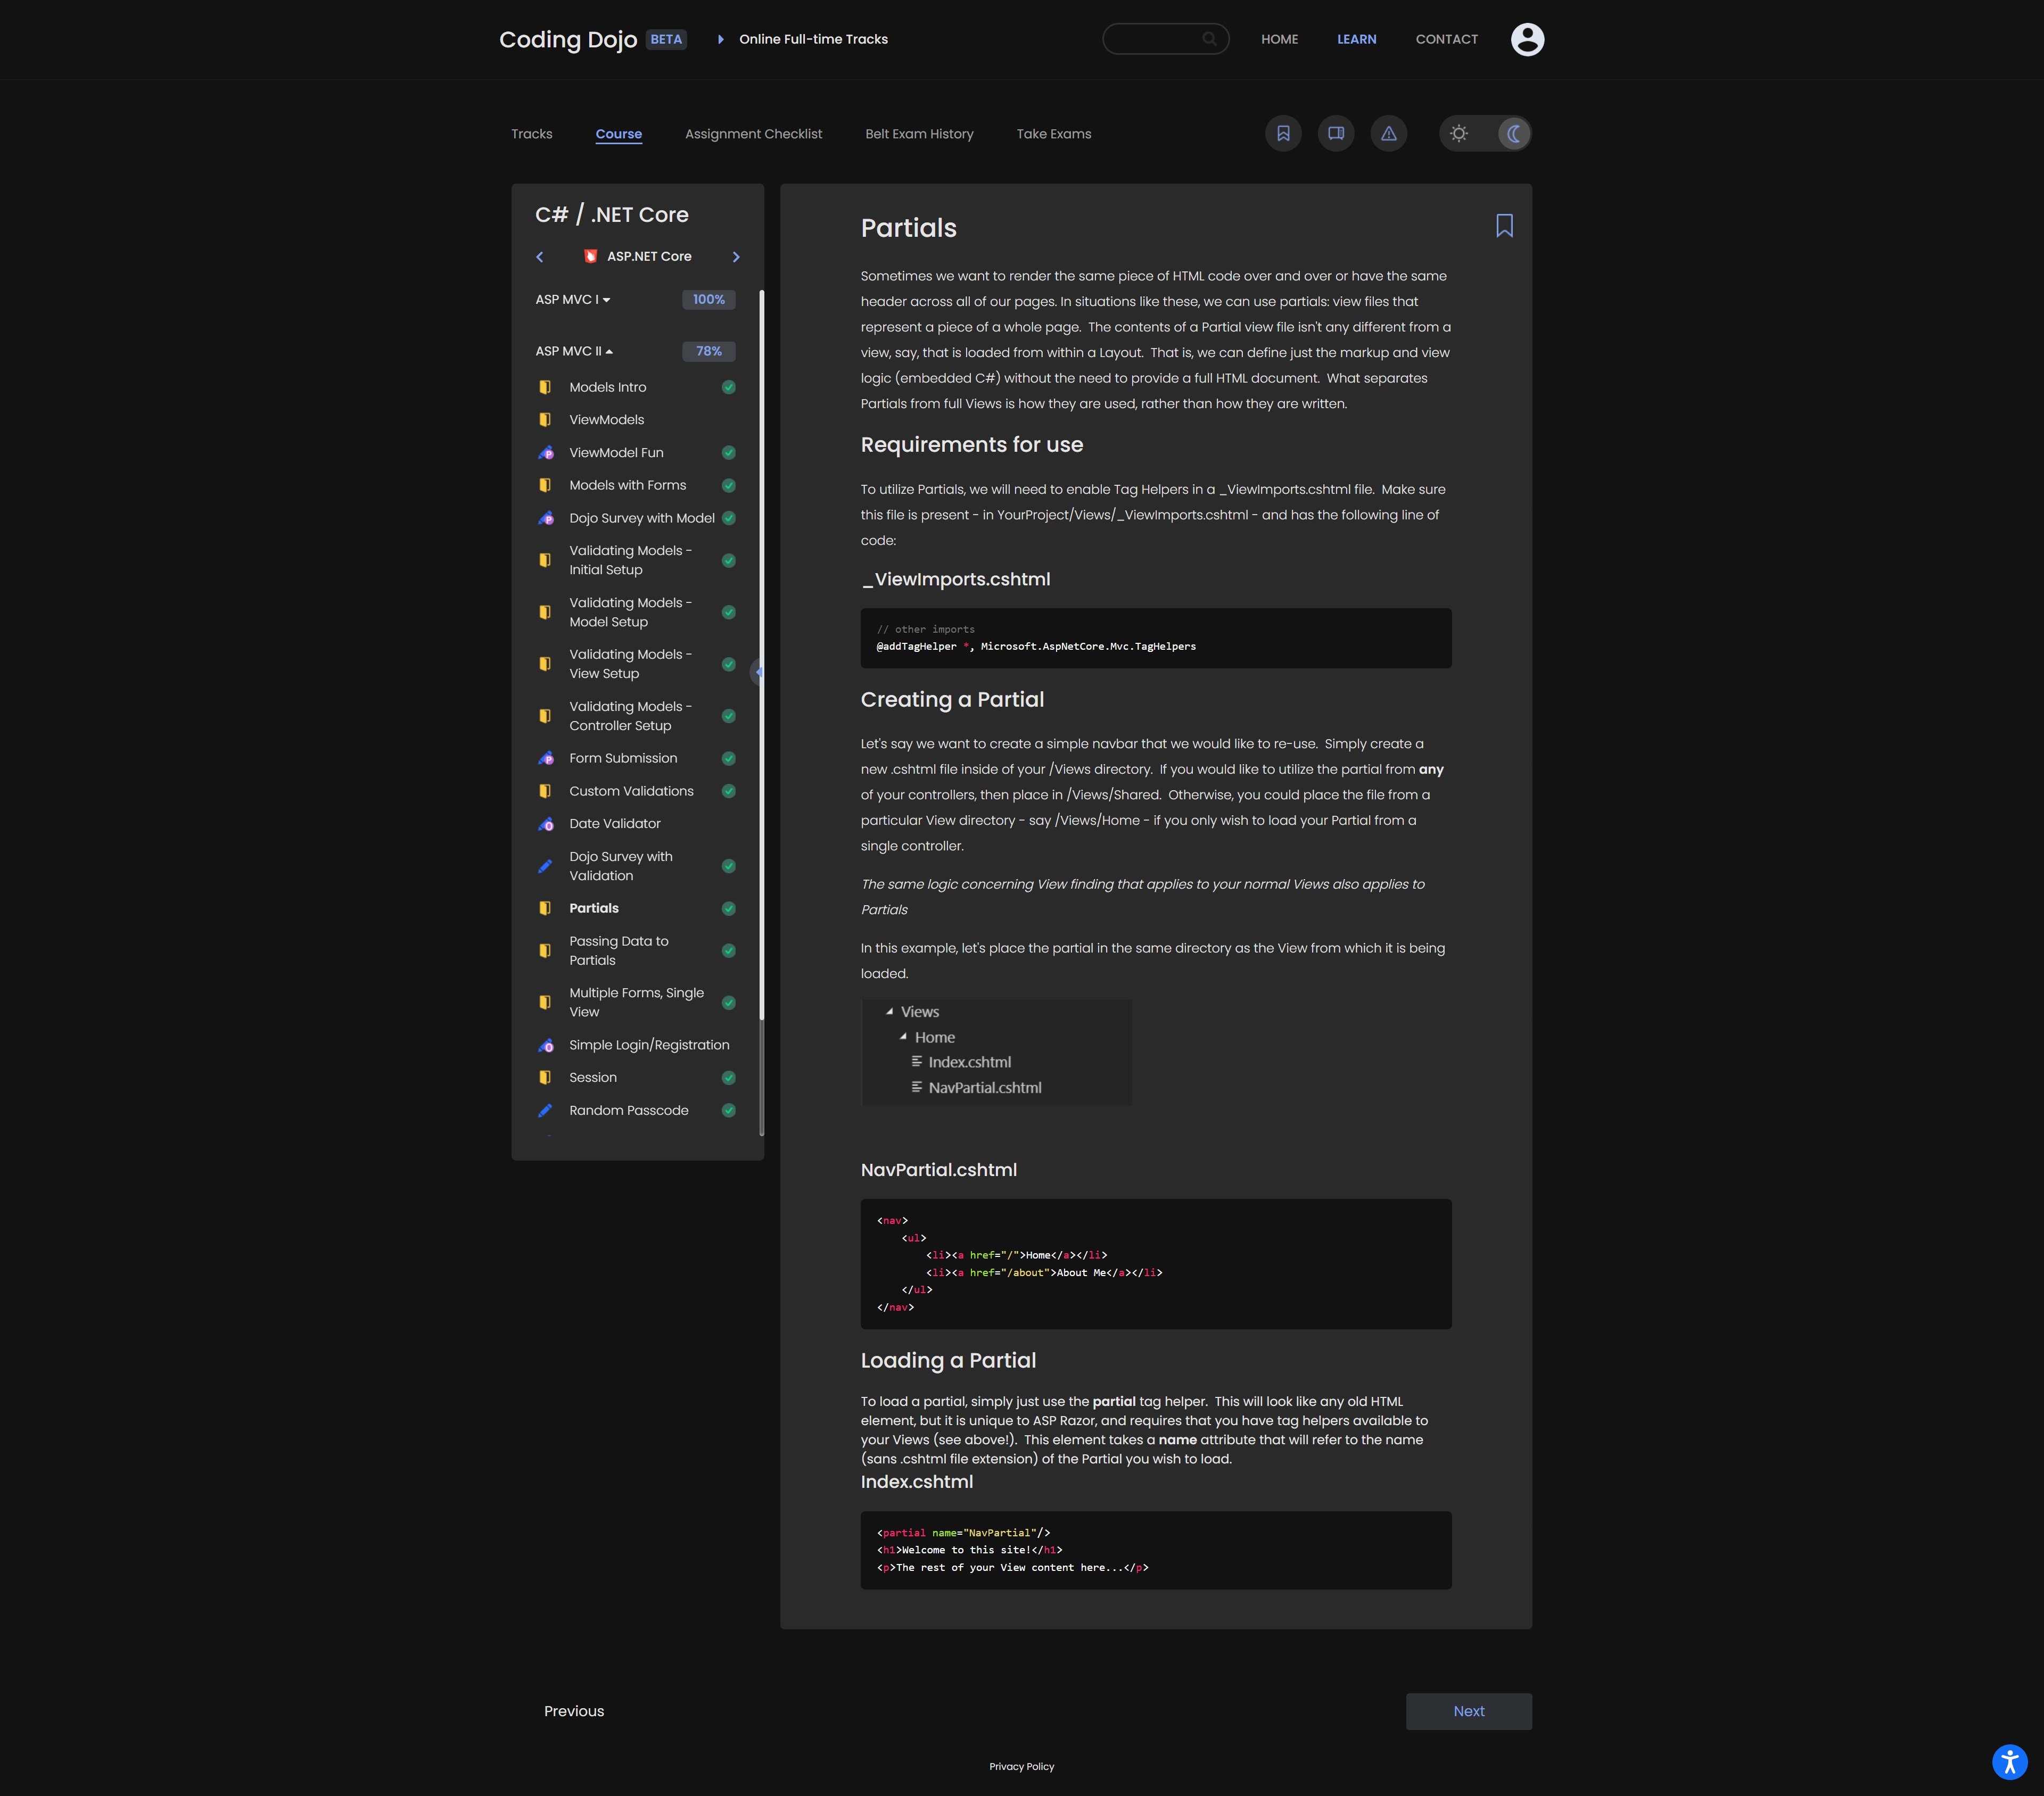 Coding Dojo BETA Online Full-time Tracks HOME LEARN CONTACT
Tracks Course Assignment Checklist Belt Exam History Take Exams
C# / .NET Core
ASP.NET Core
ASP MVC I 100%
ASP MVC II 78%
Models Intro
ViewModels
ViewModel Fun
Models with Forms
Dojo Survey with Model
Validating Models -
Initial Setup
Validating Models -
Model Setup
Validating Models -
View Setup
Validating Models -
Controller Setup
Form Submission
Custom Validations
Date Validator
Dojo Survey with
Validation
Partials
Passing Data to
Partials
Multiple Forms, Single
View
Simple Login/Registration
Session
Random Passcode
Partials
Sometimes we want to render the same piece of HTML code over and over or have the same
header across all of our pages. In situations like these, we can use partials: view files that
represent a piece of a whole page.  The contents of a Partial view file isn't any different from a
view, say, that is loaded from within a Layout.  That is, we can define just the markup and view
logic (embedded C#) without the need to provide a full HTML document.  What separates
Partials from full Views is how they are used, rather than how they are written.
Requirements for use
To utilize Partials, we will need to enable Tag Helpers in a _ViewImports.cshtml file.  Make sure
this file is present - in YourProject/Views/_ViewImports.cshtml - and has the following line of
code:
_ViewImports.cshtml
// other imports
@addTagHelper *, Microsoft.AspNetCore.Mvc.TagHelpers
Creating a Partial
Let's say we want to create a simple navbar that we would like to re-use.  Simply create a
new .cshtml file inside of your /Views directory.  If you would like to utilize the partial from any
of your controllers, then place in /Views/Shared.  Otherwise, you could place the file from a
particular View directory - say /Views/Home - if you only wish to load your Partial from a
single controller.
The same logic concerning View finding that applies to your normal Views also applies to
Partials
In this example, let's place the partial in the same directory as the View from which it is being
loaded.
Views
Home
Index.cshtml
NavPartial.cshtml
NavPartial.cshtml
<nav>
    <ul>
        <li><a href="/">Home</a></li>
        <li><a href="/about">About Me</a></li>
    </ul>
</nav>
Loading a Partial
To load a partial, simply just use the partial tag helper.  This will look like any old HTML
element, but it is unique to ASP Razor, and requires that you have tag helpers available to
your Views (see above!).  This element takes a name attribute that will refer to the name
(sans .cshtml file extension) of the Partial you wish to load.
Index.cshtml
<partial name="NavPartial"/>
<h1>Welcome to this site!</h1>
<p>The rest of your View content here...</p>
Previous Next
Privacy Policy